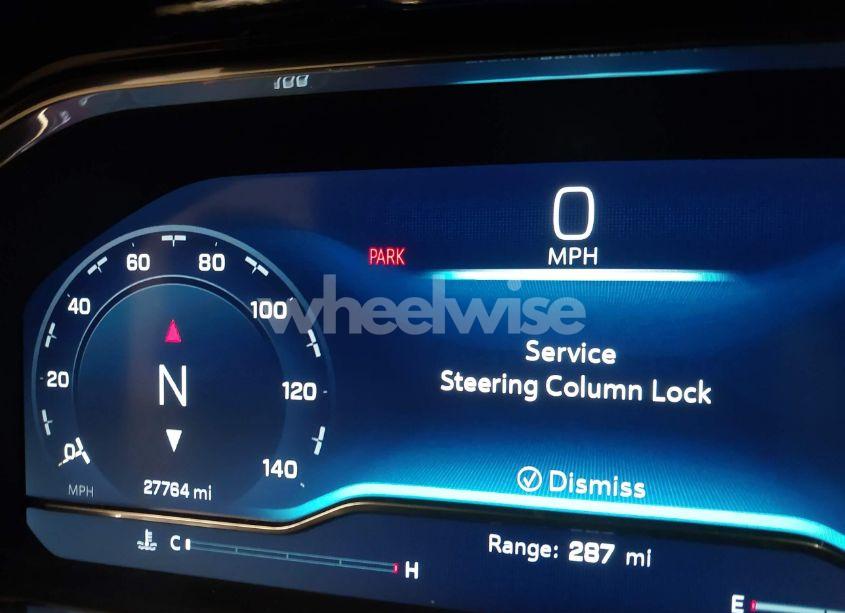 0
MPH
PARK
60
80
40
100
wheelwise
Service
Steering Column Lock
20
N
120
0
140
MPH
27764 mi
Dismiss
C
H
Range: 287 mi
E